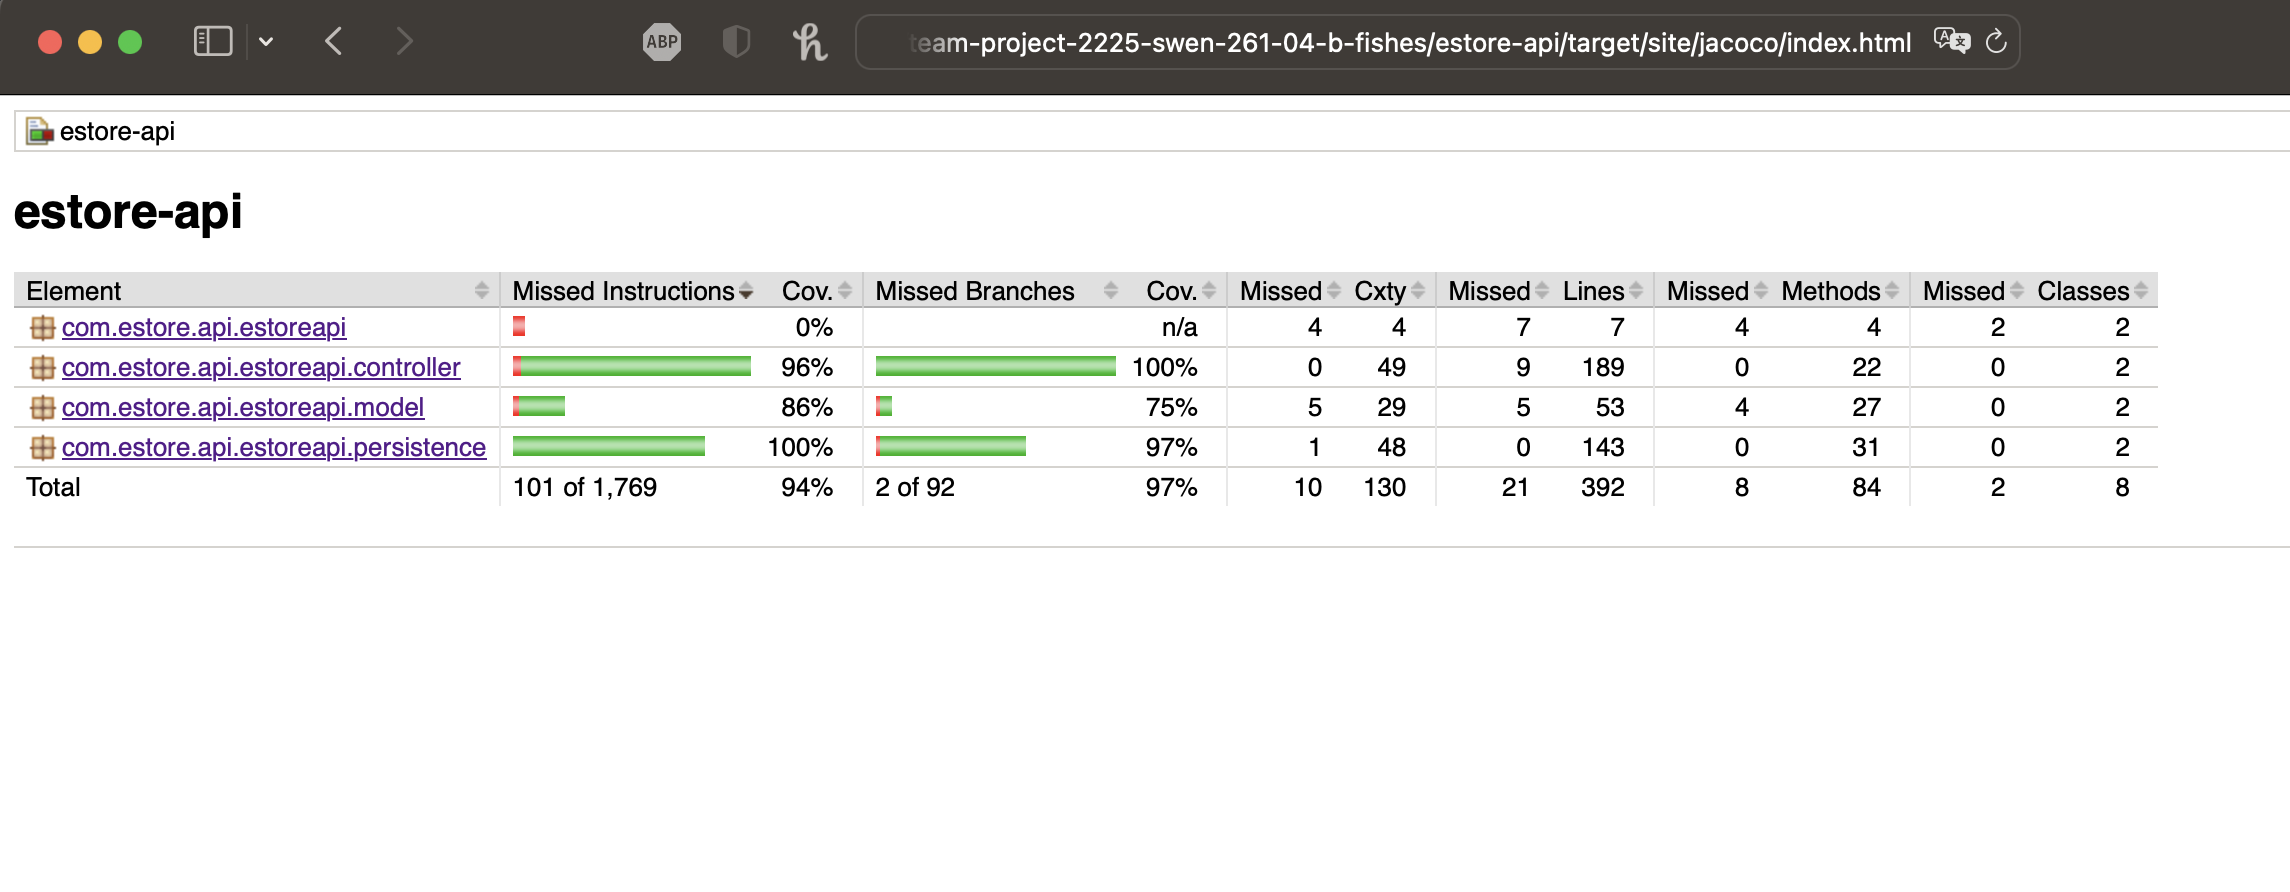 ABP team-project-2225-swen-261-04-b-fishes/estore-api/target/site/jacoco/index.html
estore-api
estore-api
Element Missed Instructions Cov. Missed Branches Cov. Missed Cxty Missed Lines Missed Methods Missed Classes
com.estore.api.estoreapi 0% n/a 4 4 7 7 4 4 2 2
com.estore.api.estoreapi.controller 96% 100% 0 49 9 189 0 22 0 2
com.estore.api.estoreapi.model 86% 75% 5 29 5 53 4 27 0 2
com.estore.api.estoreapi.persistence 100% 97% 1 48 0 143 0 31 0 2
Total 101 of 1,769 94% 2 of 92 97% 10 130 21 392 8 84 2 8